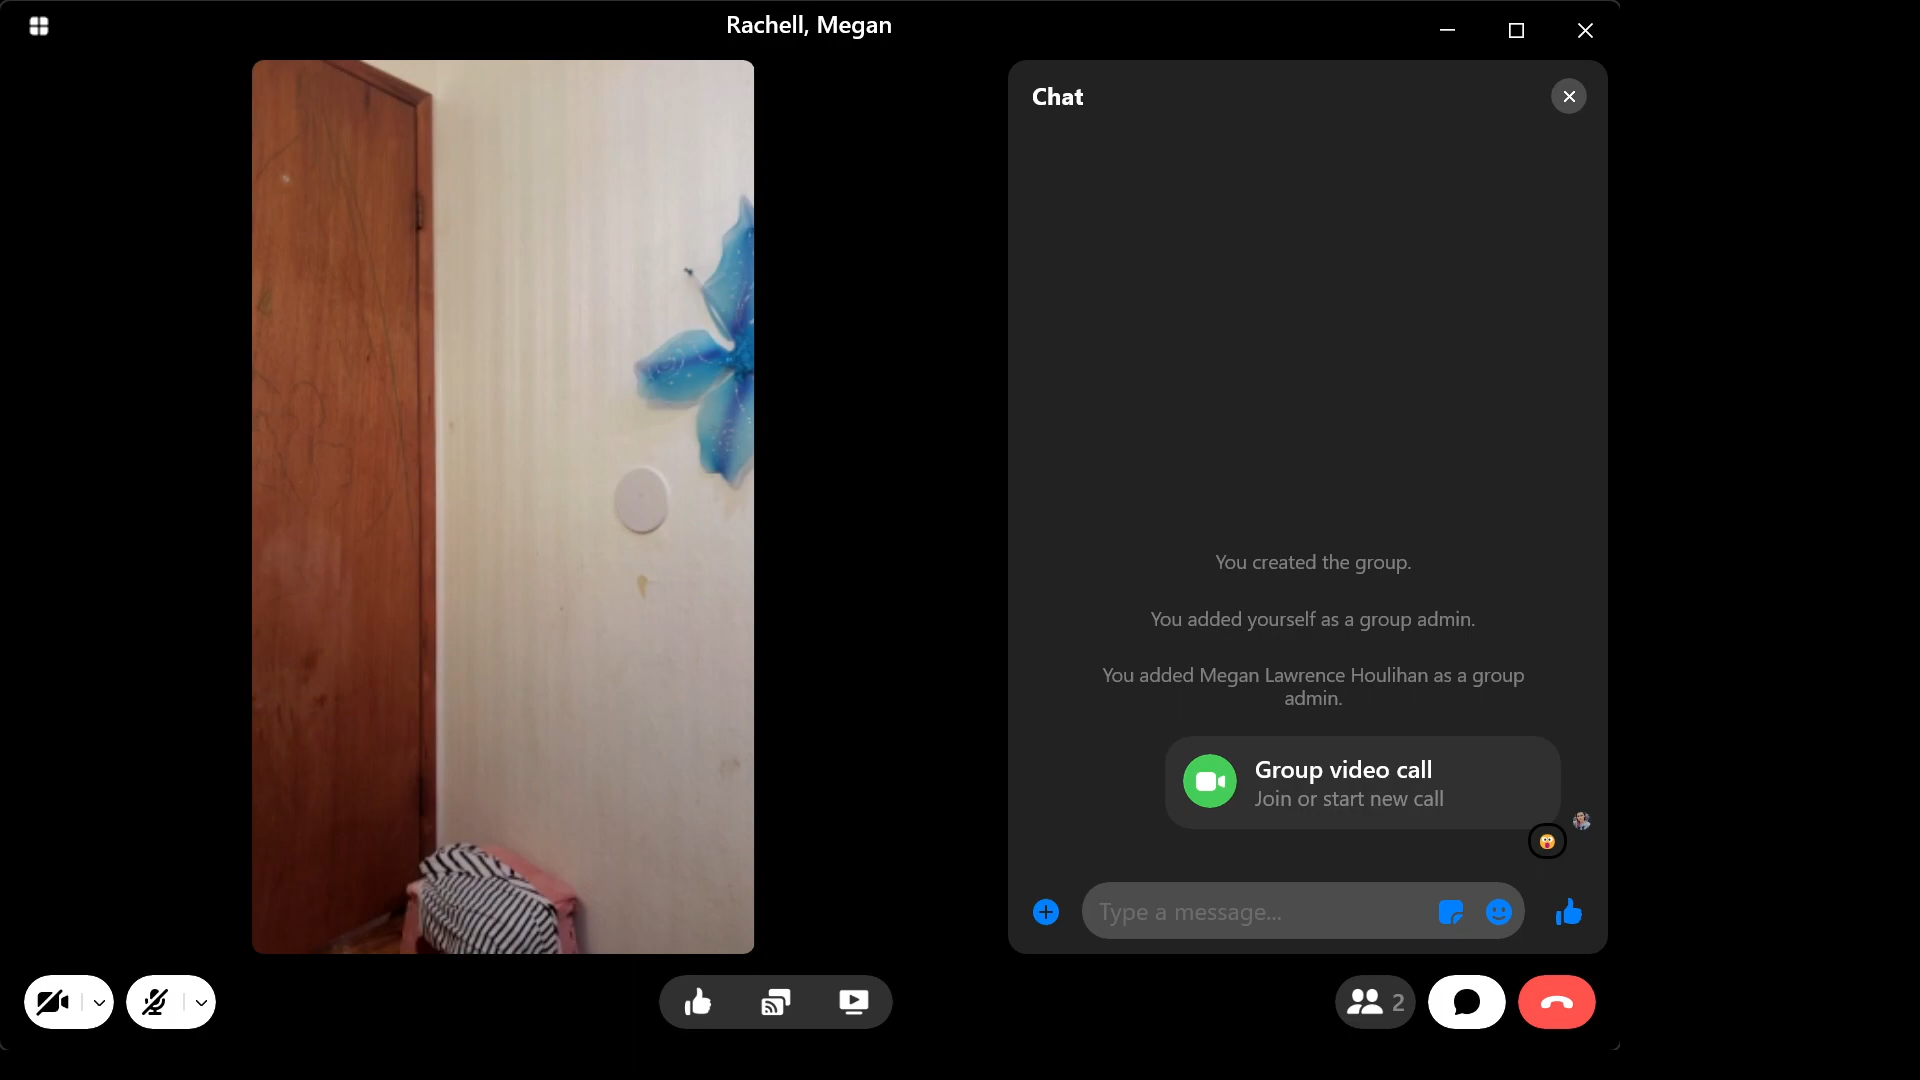 Rachell, Megan
Chat
You created the group.
You added yourself as a group admin.
You added Megan Lawrence Houlihan as a group
admin.
Group video call
Join or start new call
Type a message...
2